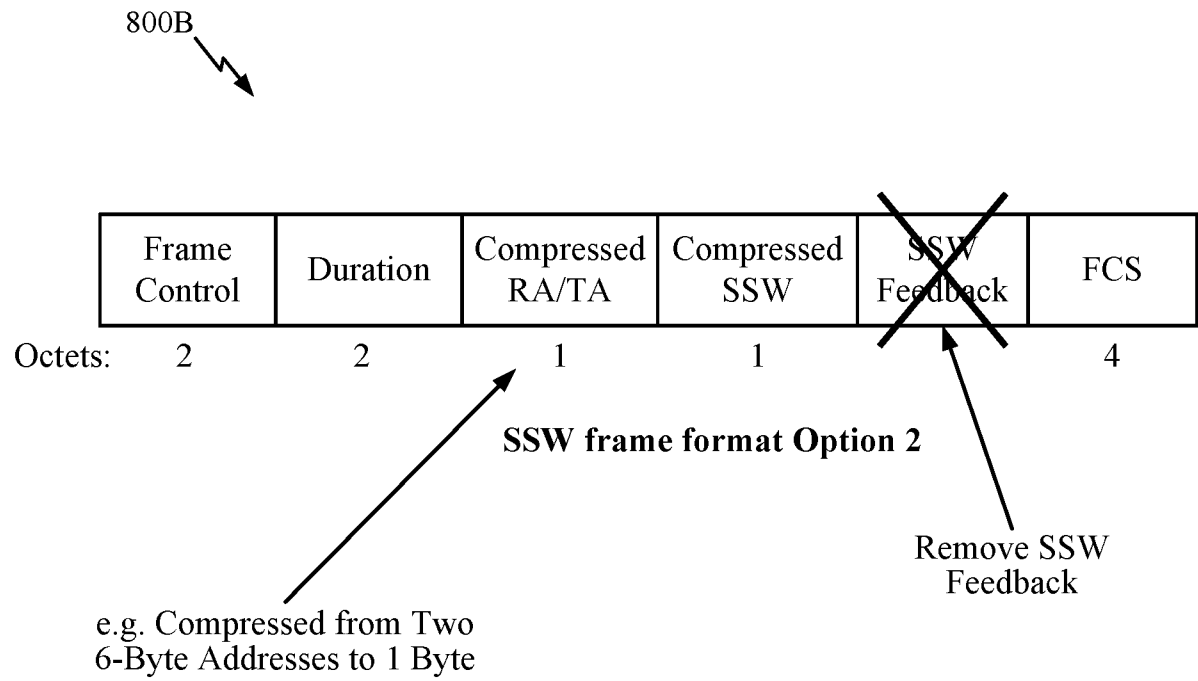 800B
Frame Control
Duration
Compressed RA/TA
Compressed SSW
SSW Feedback
FCS
Octets: 2 2 1 1 4
SSW frame format Option 2
Remove SSW
Feedback
e.g. Compressed from Two
6-Byte Addresses to 1 Byte